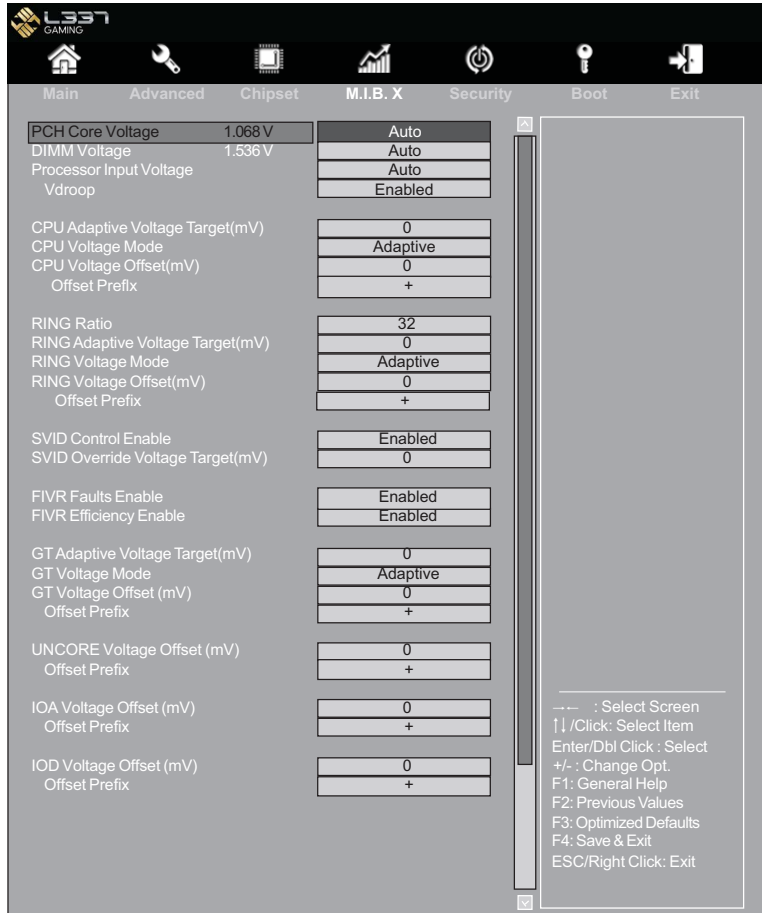 L337
GAMING
Main Advanced Chipset M.I.B. X Security Boot Exit
PCH Core Voltage 1.068 V Auto
DIMM Voltage 1.536 V Auto
Processor Input Voltage Auto
Vdroop Enabled
CPU Adaptive Voltage Target(mV) 0
CPU Voltage Mode Adaptive
CPU Voltage Offset(mV) 0
Offset Prefix +
RING Ratio 32
RING Adaptive Voltage Target(mV) 0
RING Voltage Mode Adaptive
RING Voltage Offset(mV) 0
Offset Prefix +
SVID Control Enable Enabled
SVID Override Voltage Target(mV) 0
FIVR Faults Enable Enabled
FIVR Efficiency Enable Enabled
GT Adaptive Voltage Target(mV) 0
GT Voltage Mode Adaptive
GT Voltage Offset (mV) 0
Offset Prefix +
UNCORE Voltage Offset (mV) 0
Offset Prefix +
IOA Voltage Offset (mV) 0
Offset Prefix +
IOD Voltage Offset (mV) 0
Offset Prefix +
→← : Select Screen
↑↓/Click: Select Item
Enter/Dbl Click : Select
+/- : Change Opt.
F1: General Help
F2: Previous Values
F3: Optimized Defaults
F4: Save & Exit
ESC/Right Click: Exit